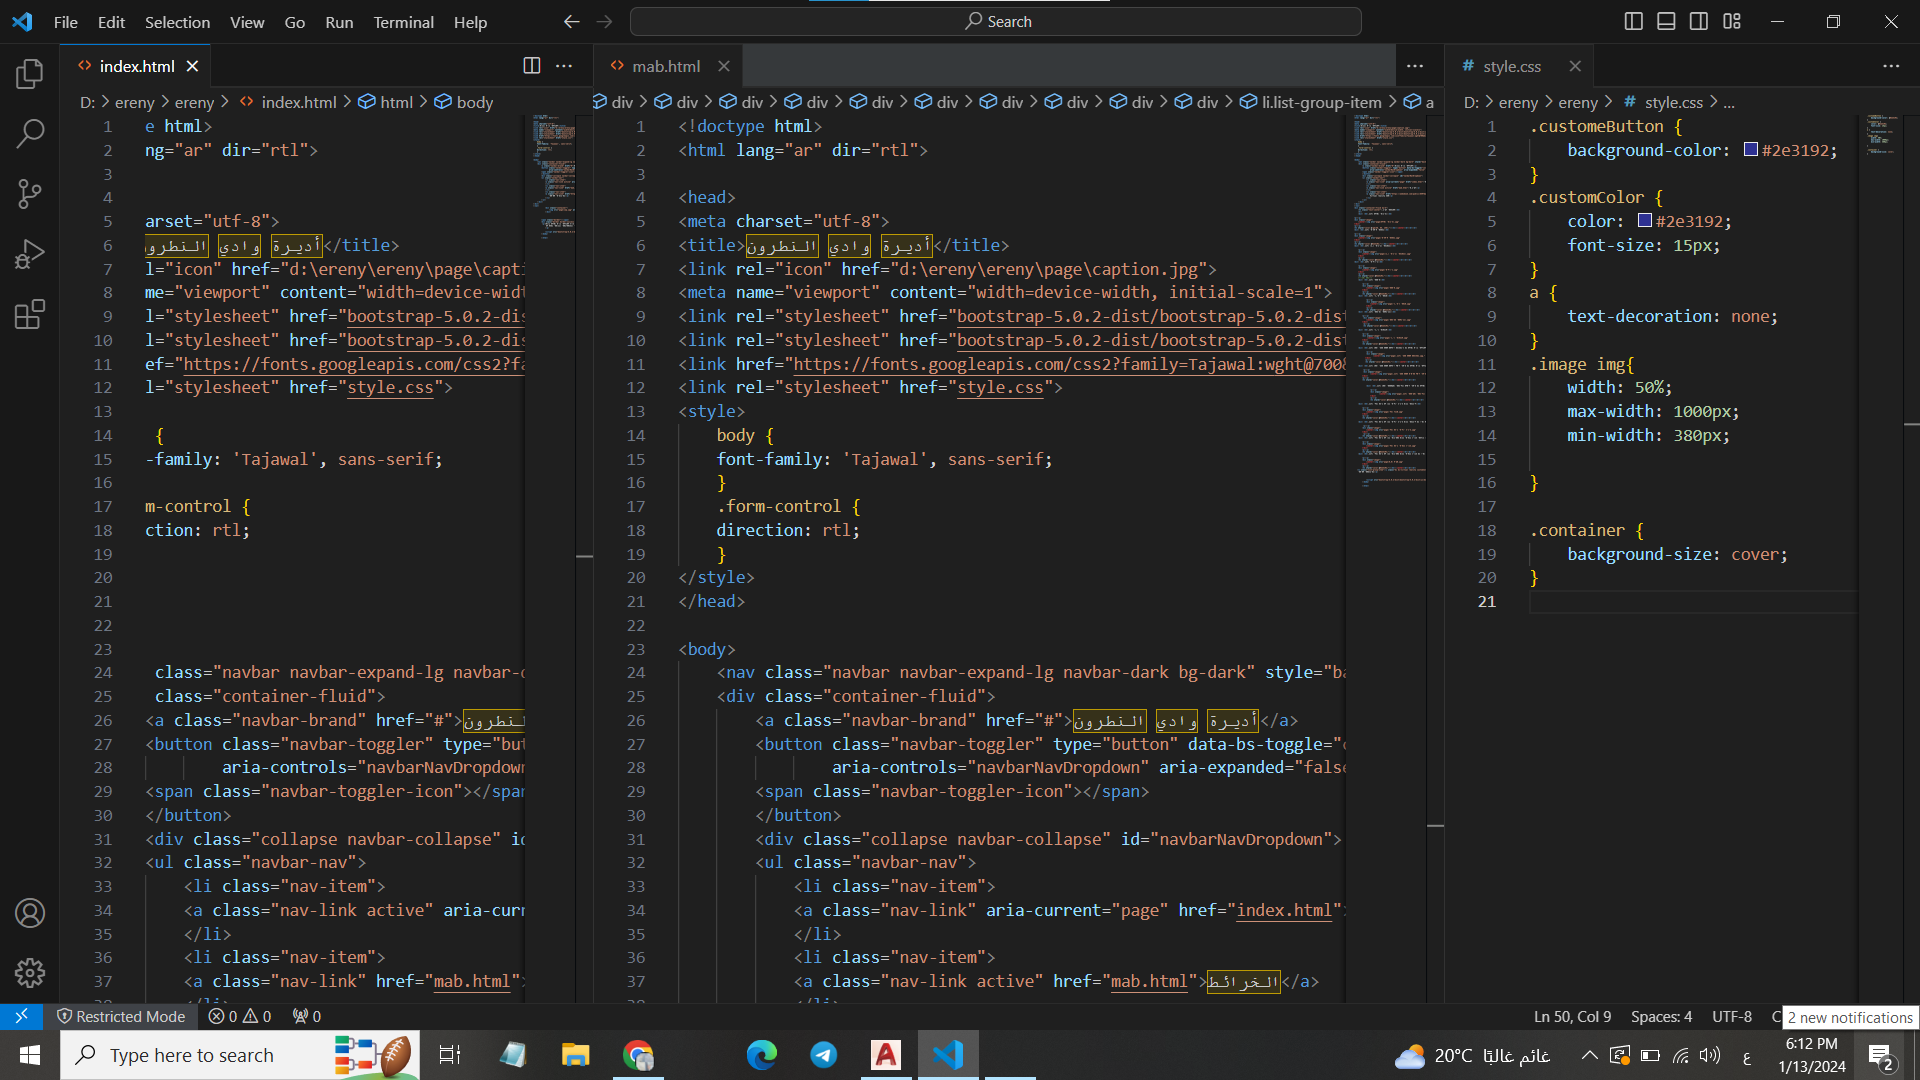 File Edit Selection View Go Run Terminal Help
Search
index.html
mab.html
style.css
D: > ereny > ereny > index.html > html > body
div > div > div > div > div > div > div > div > div > div > li.list-group-item > a
D: > ereny > ereny > style.css > ...
1 e html>
2 ng="ar" dir="rtl">
3
4
5 arset="utf-8">
6 أديرة وادي النطرو</title>
7 l="icon" href="d:\ereny\ereny\page\capti
8 me="viewport" content="width=device-widt
9 l="stylesheet" href="bootstrap-5.0.2-dis
10 l="stylesheet" href="bootstrap-5.0.2-dis
11 ef="https://fonts.googleapis.com/css2?fa
12 l="stylesheet" href="style.css">
13
14 {
15 -family: 'Tajawal', sans-serif;
16
17 m-control {
18 ction: rtl;
19
20
21
22
23
24 class="navbar navbar-expand-lg navbar-d
25 class="container-fluid">
26 <a class="navbar-brand" href="#">لنطرون
27 <button class="navbar-toggler" type="but
28 aria-controls="navbarNavDropdown
29 <span class="navbar-toggler-icon"></span
30 </button>
31 <div class="collapse navbar-collapse" id
32 <ul class="navbar-nav">
33 <li class="nav-item">
34 <a class="nav-link active" aria-curr
35 </li>
36 <li class="nav-item">
37 <a class="nav-link" href="mab.html">
38 </li>
1 <!doctype html>
2 <html lang="ar" dir="rtl">
3
4 <head>
5 <meta charset="utf-8">
6 <title>أديرة وادي النطرون</title>
7 <link rel="icon" href="d:\ereny\ereny\page\caption.jpg">
8 <meta name="viewport" content="width=device-width, initial-scale=1">
9 <link rel="stylesheet" href="bootstrap-5.0.2-dist/bootstrap-5.0.2-dist
10 <link rel="stylesheet" href="bootstrap-5.0.2-dist/bootstrap-5.0.2-dist
11 <link href="https://fonts.googleapis.com/css2?family=Tajawal:wght@700&
12 <link rel="stylesheet" href="style.css">
13 <style>
14 body {
15 font-family: 'Tajawal', sans-serif;
16 }
17 .form-control {
18 direction: rtl;
19 }
20 </style>
21 </head>
22
23 <body>
24 <nav class="navbar navbar-expand-lg navbar-dark bg-dark" style="ba
25 <div class="container-fluid">
26 <a class="navbar-brand" href="#">أديرة وادي النطرون</a>
27 <button class="navbar-toggler" type="button" data-bs-toggle="c
28 aria-controls="navbarNavDropdown" aria-expanded="false
29 <span class="navbar-toggler-icon"></span>
30 </button>
31 <div class="collapse navbar-collapse" id="navbarNavDropdown">
32 <ul class="navbar-nav">
33 <li class="nav-item">
34 <a class="nav-link" aria-current="page" href="index.html">
35 </li>
36 <li class="nav-item">
37 <a class="nav-link active" href="mab.html">الخرائط</a>
38 </li>
1 .customeButton {
2 background-color: #2e3192;
3 }
4 .customColor {
5 color: #2e3192;
6 font-size: 15px;
7 }
8 a {
9 text-decoration: none;
10 }
11 .image img{
12 width: 50%;
13 max-width: 1000px;
14 min-width: 380px;
15
16 }
17
18 .container {
19 background-size: cover;
20 }
21
Restricted Mode 0 0 0
Ln 50, Col 9 Spaces: 4 UTF-8 C
2 new notifications
Type here to search
20°C غائم غالبًا
ع
6:12 PM
1/13/2024
2